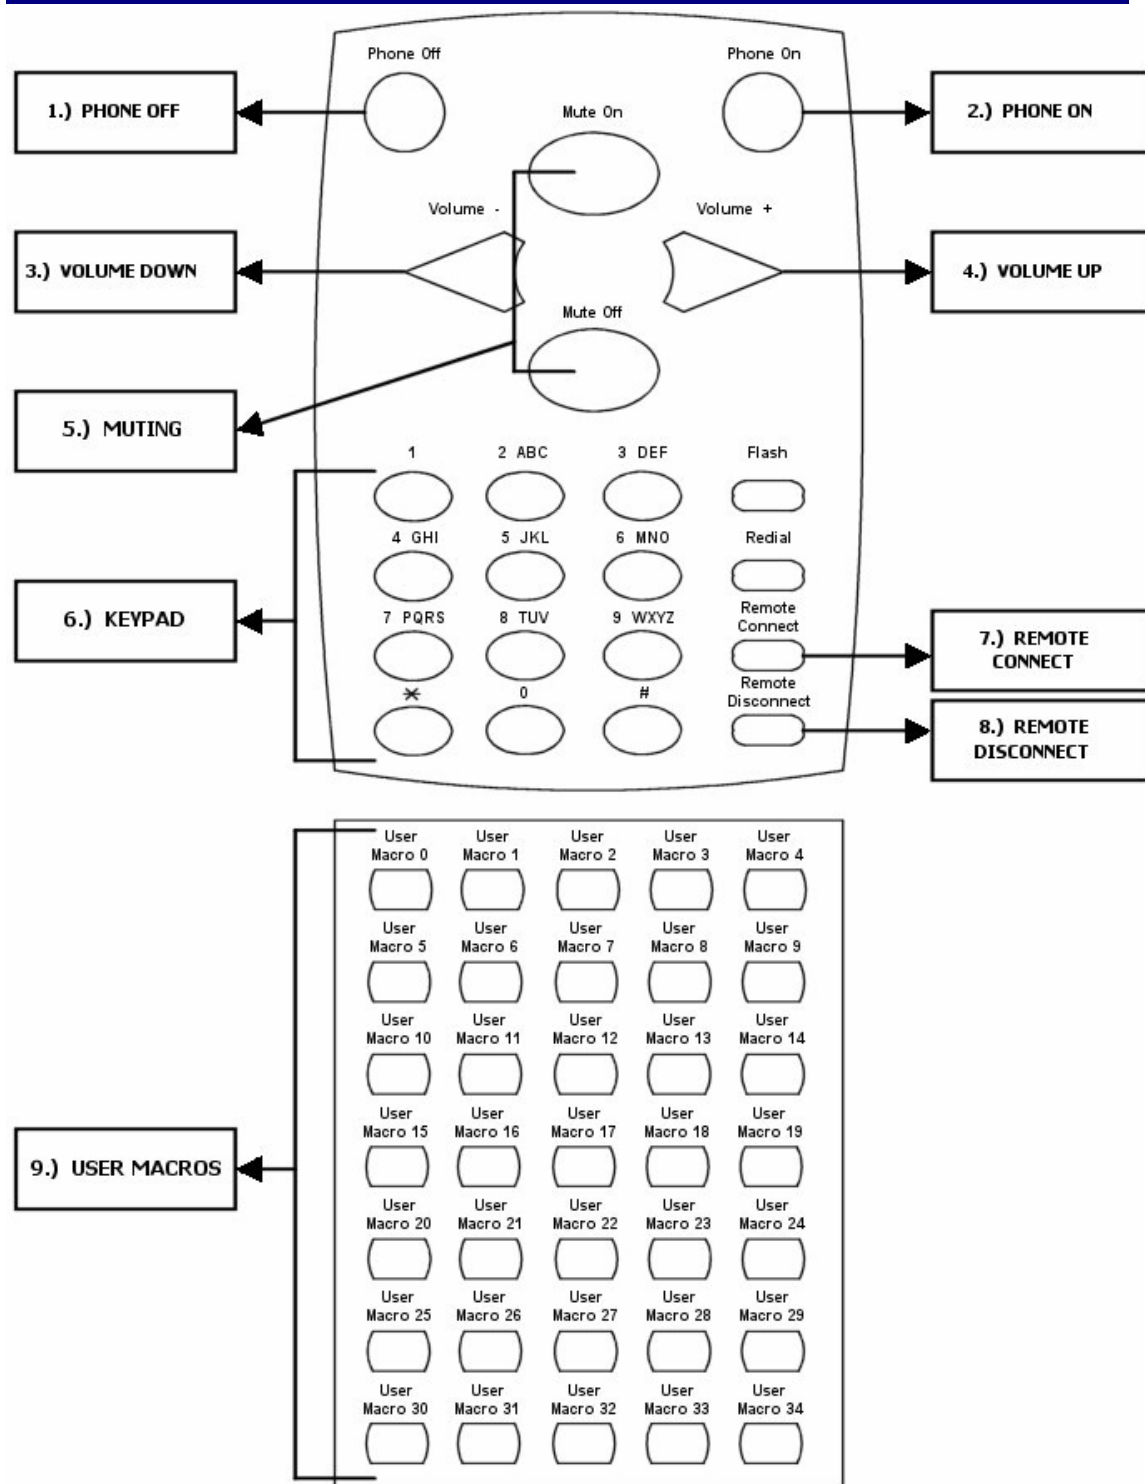 Phone Off
Phone On
1.) PHONE OFF
Mute On
2.) PHONE ON
Volume -
Volume +
3.) VOLUME DOWN
4.) VOLUME UP
Mute Off
5.) MUTING
1
2 ABC
3 DEF
Flash
4 GHI
5 JKL
6 MNO
Redial
6.) KEYPAD
7 PQRS
8 TUV
9 WXYZ
Remote
Connect
7.) REMOTE
CONNECT
*
0
#
Remote
Disconnect
8.) REMOTE
DISCONNECT
User
Macro 0
User
Macro 1
User
Macro 2
User
Macro 3
User
Macro 4
User
Macro 5
User
Macro 6
User
Macro 7
User
Macro 8
User
Macro 9
User
Macro 10
User
Macro 11
User
Macro 12
User
Macro 13
User
Macro 14
9.) USER MACROS
User
Macro 15
User
Macro 16
User
Macro 17
User
Macro 18
User
Macro 19
User
Macro 20
User
Macro 21
User
Macro 22
User
Macro 23
User
Macro 24
User
Macro 25
User
Macro 26
User
Macro 27
User
Macro 28
User
Macro 29
User
Macro 30
User
Macro 31
User
Macro 32
User
Macro 33
User
Macro 34